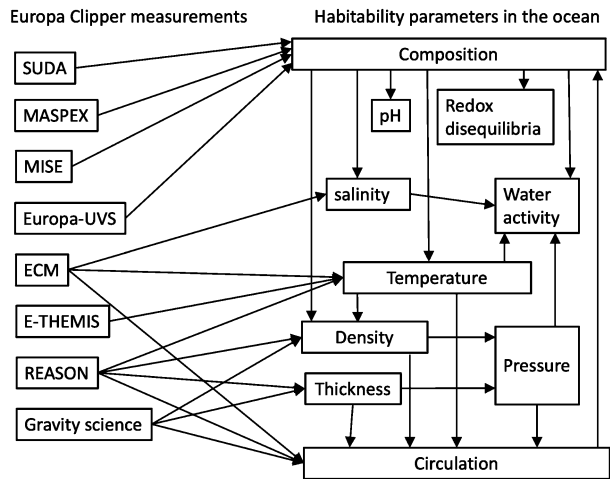 Europa Clipper measurements
Habitability parameters in the ocean
SUDA
MASPEX
MISE
Europa-UVS
ECM
E-THEMIS
REASON
Gravity science
Composition
pH
Redox
disequilibria
salinity
Water
activity
Temperature
Density
Pressure
Thickness
Circulation